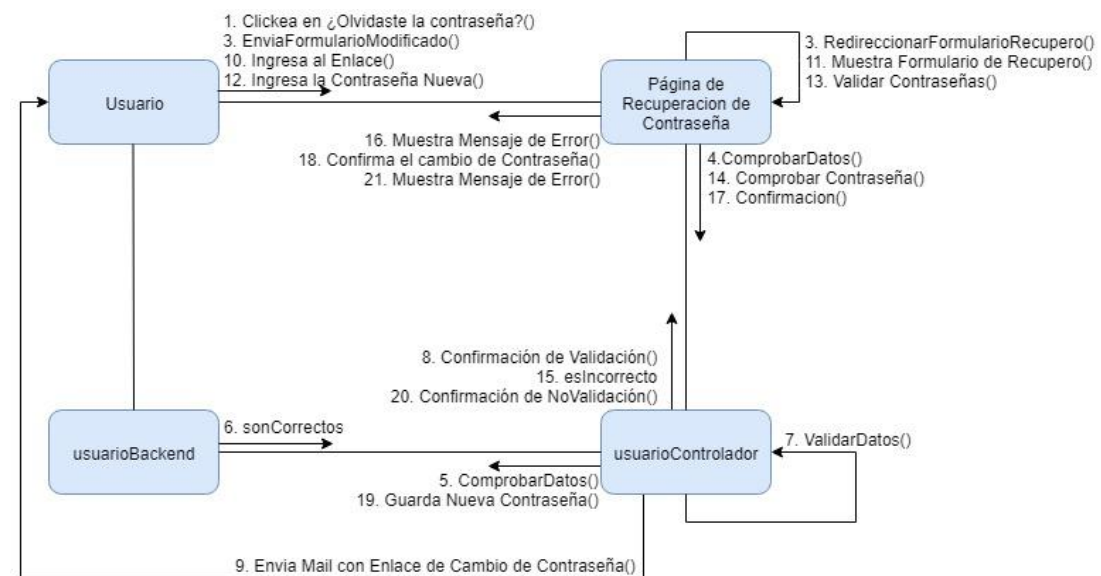 1. Clickea en ¿Olvidaste la contraseña?()
3. EnviaFormularioModificado()
10. Ingresa al Enlace()
12. Ingresa la Contraseña Nueva()
3. RedireccionarFormularioRecupero()
11. Muestra Formulario de Recupero()
13. Validar Contraseñas()
Usuario
Página de
Recuperacion de
Contraseña
16. Muestra Mensaje de Error()
18. Confirma el cambio de Contraseña()
21. Muestra Mensaje de Error()
4.ComprobarDatos()
14. Comprobar Contraseña()
17. Confirmacion()
8. Confirmación de Validación()
15. esIncorrecto
20. Confirmación de NoValidación()
usuarioBackend
6. sonCorrectos
usuarioControlador
7. ValidarDatos()
5. ComprobarDatos()
19. Guarda Nueva Contraseña()
9. Envia Mail con Enlace de Cambio de Contraseña()